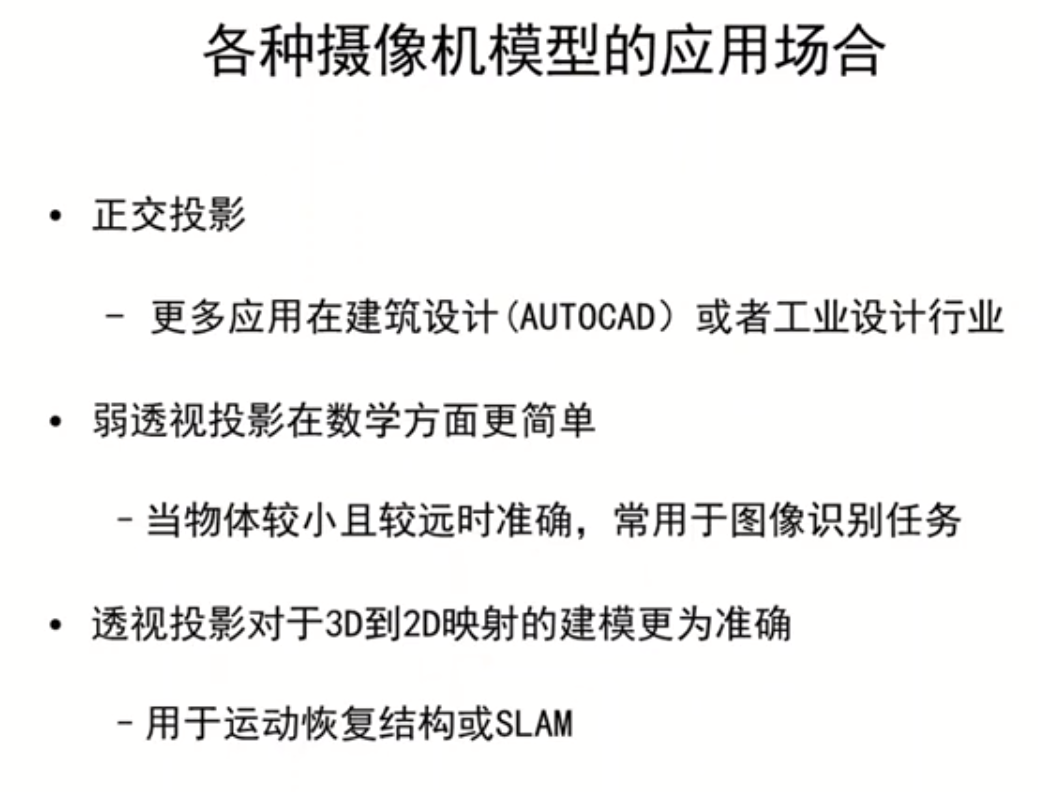 各种摄像机模型的应用场合
• 正交投影
– 更多应用在建筑设计(AUTOCAD）或者工业设计行业
• 弱透视投影在数学方面更简单
–当物体较小且较远时准确，常用于图像识别任务
• 透视投影对于3D到2D映射的建模更为准确
–用于运动恢复结构或SLAM